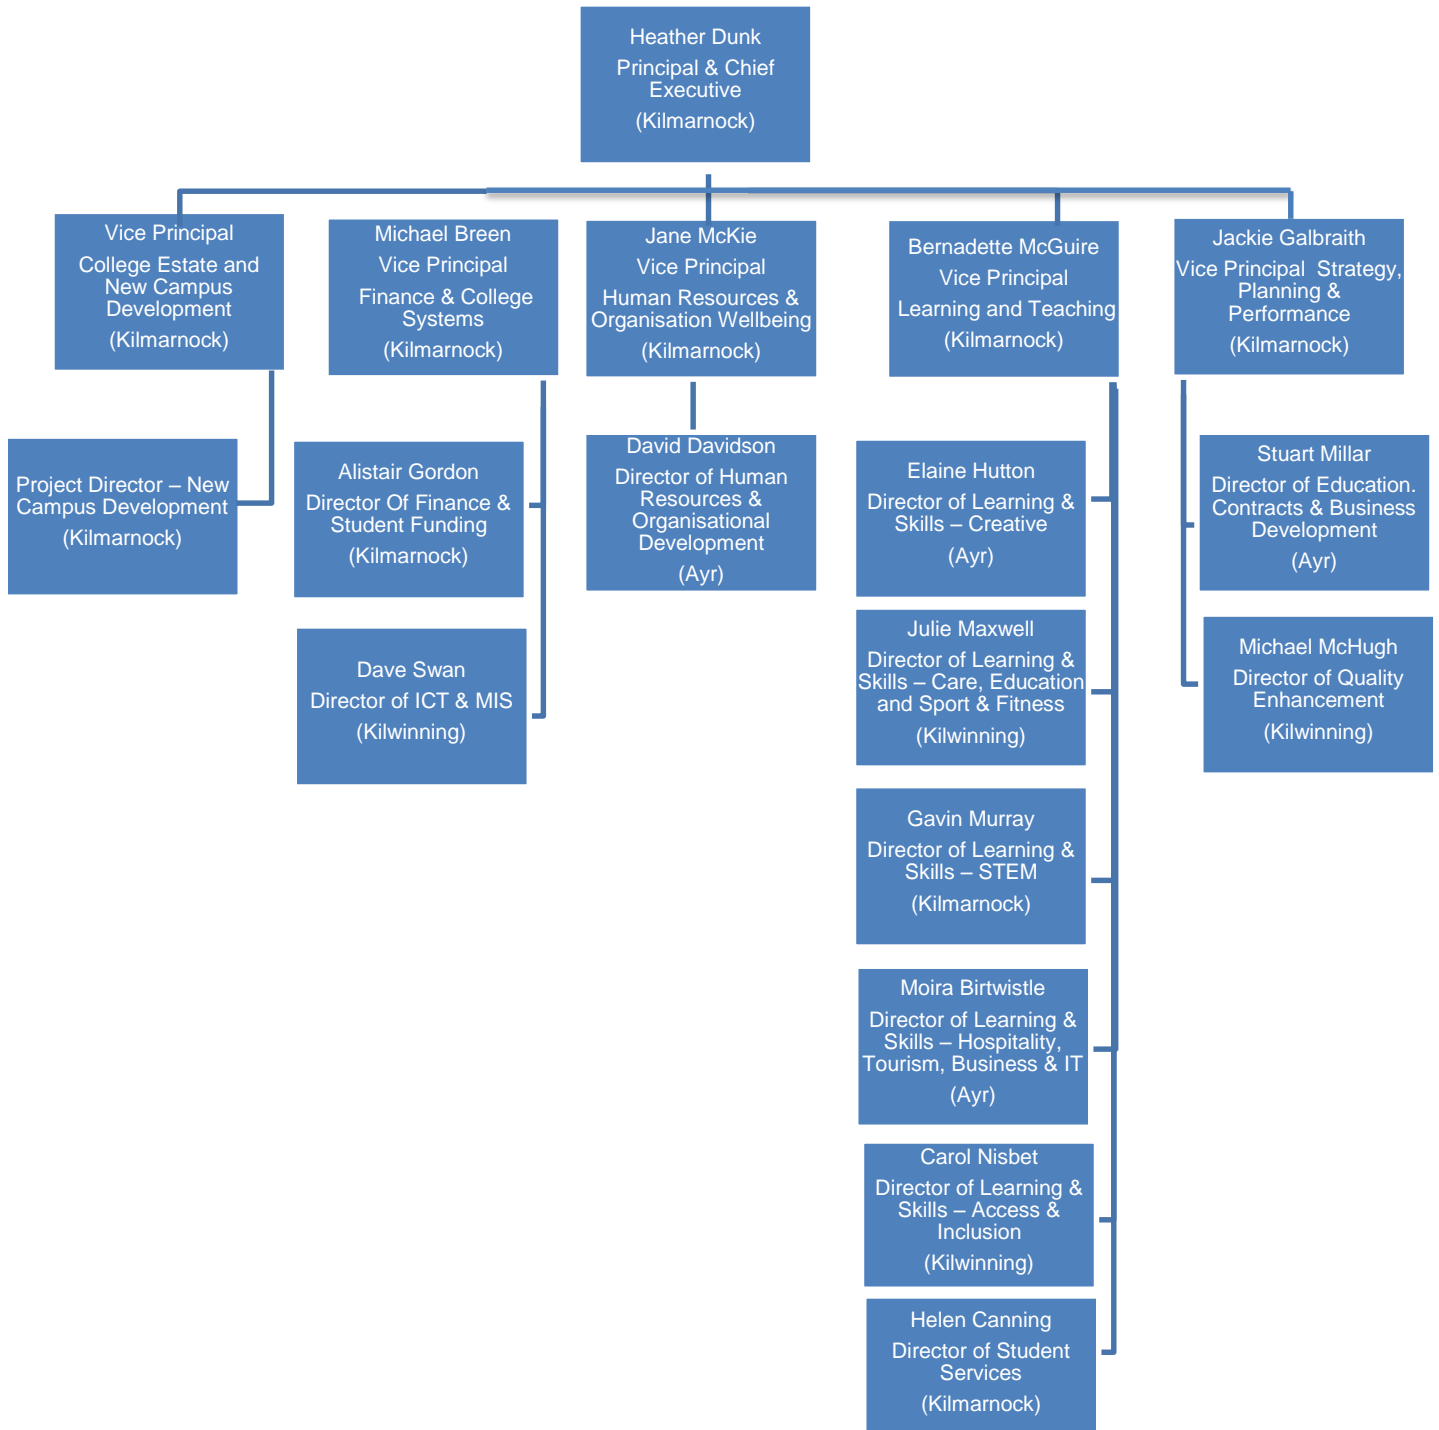 Heather Dunk
Principal & Chief
Executive
(Kilmarnock)
Vice Principal
College Estate and
New Campus
Development
(Kilmarnock)
Michael Breen
Vice Principal
Finance & College
Systems
(Kilmarnock)
Jane McKie
Vice Principal
Human Resources &
Organisation Wellbeing
(Kilmarnock)
Bernadette McGuire
Vice Principal
Learning and Teaching
(Kilmarnock)
Jackie Galbraith
Vice Principal  Strategy,
Planning &
Performance
(Kilmarnock)
Project Director – New
Campus Development
(Kilmarnock)
Alistair Gordon
Director Of Finance &
Student Funding
(Kilmarnock)
Dave Swan
Director of ICT & MIS
(Kilwinning)
David Davidson
Director of Human
Resources &
Organisational
Development
(Ayr)
Elaine Hutton
Director of Learning &
Skills – Creative
(Ayr)
Julie Maxwell
Director of Learning &
Skills – Care, Education
and Sport & Fitness
(Kilwinning)
Gavin Murray
Director of Learning &
Skills – STEM
(Kilmarnock)
Moira Birtwistle
Director of Learning &
Skills – Hospitality,
Tourism, Business & IT
(Ayr)
Carol Nisbet
Director of Learning &
Skills – Access &
Inclusion
(Kilwinning)
Helen Canning
Director of Student
Services
(Kilmarnock)
Stuart Millar
Director of Education.
Contracts & Business
Development
(Ayr)
Michael McHugh
Director of Quality
Enhancement
(Kilwinning)